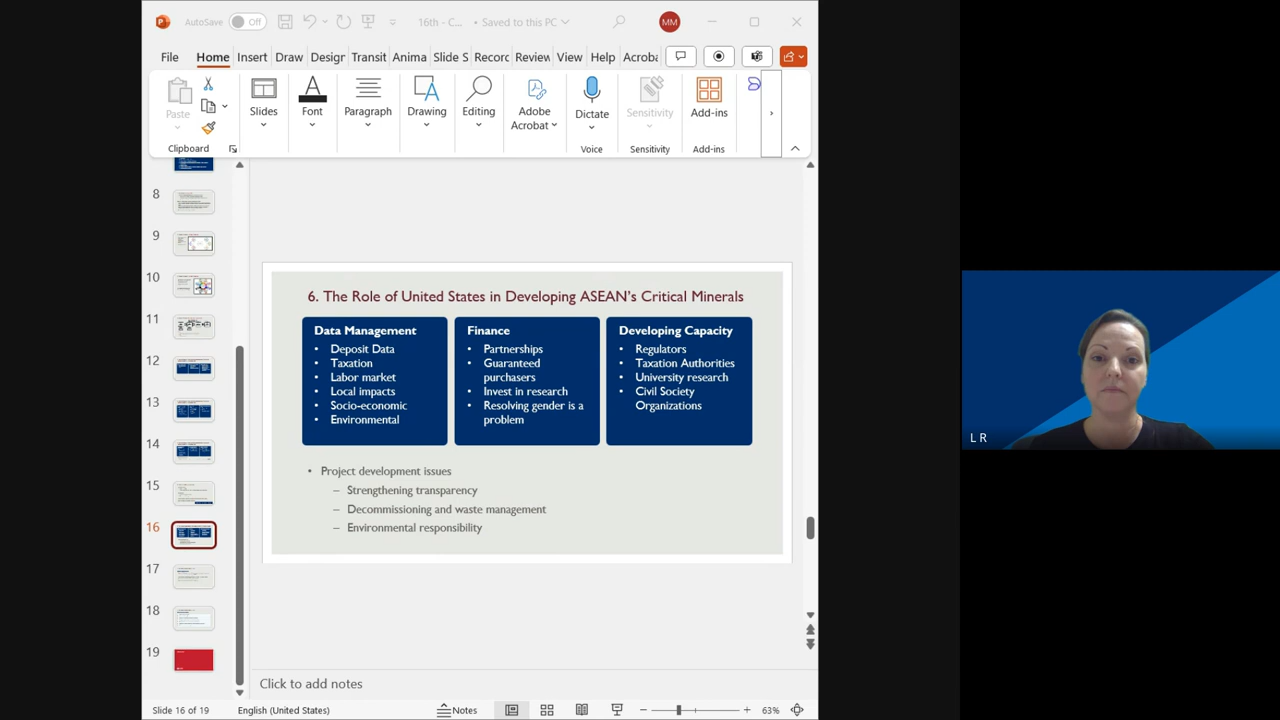 AutoSave
Off
16th - C... • Saved to this PC
MM
File Home Insert Draw Design Transit Anima Slide S Recorc Review View Help Acroba
Paste
Slides
Font
Paragraph
Drawing
Editing
Adobe
Acrobat
Dictate
Sensitivity
Add-ins
Clipboard
Voice
Sensitivity
Add-ins
8
9
10
11
12
13
14
15
16
17
18
19
6. The Role of United States in Developing ASEAN's Critical Minerals
Data Management
• Deposit Data
• Taxation
• Labor market
• Local impacts
• Socio-economic
• Environmental
Finance
• Partnerships
• Guaranteed
purchasers
• Invest in research
• Resolving gender is a
problem
Developing Capacity
• Regulators
• Taxation Authorities
• University research
• Civil Society
Organizations
• Project development issues
– Strengthening transparency
– Decommissioning and waste management
– Environmental responsibility
L R
Click to add notes
Slide 16 of 19
English (United States)
Notes
63%